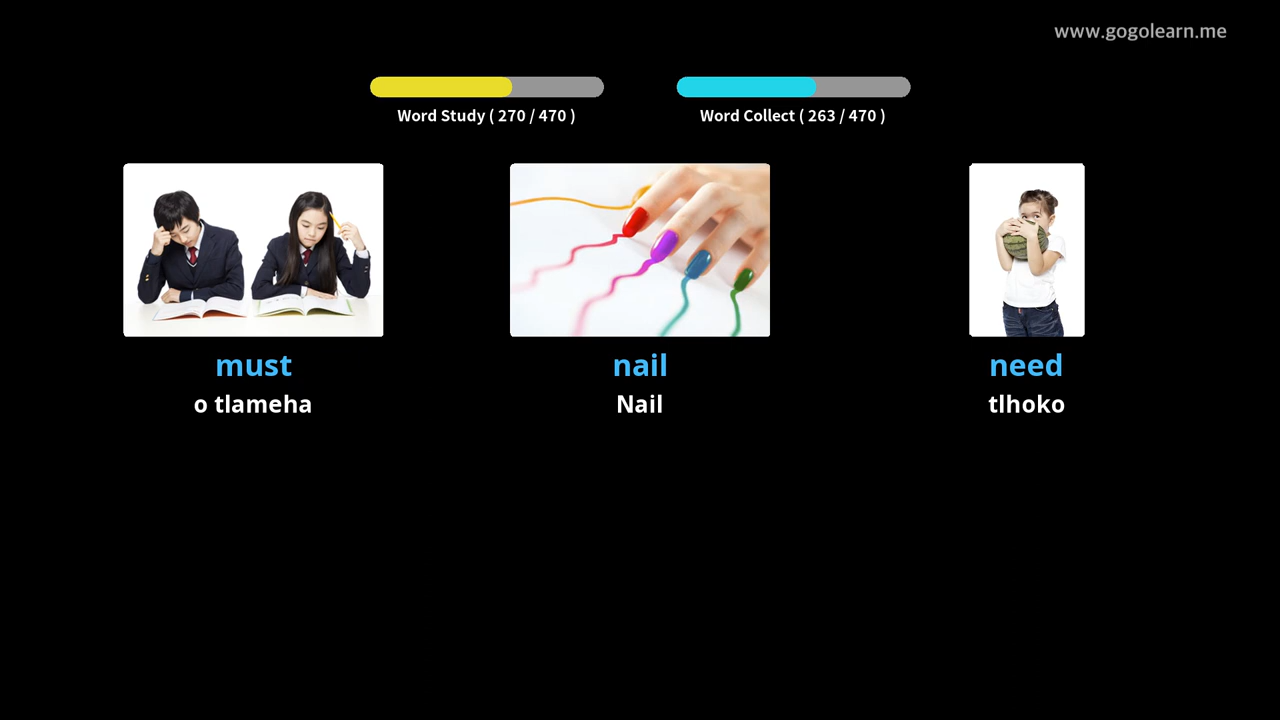 www.gogolearn.me
Word Study ( 270 / 470 )
Word Collect ( 263 / 470 )
must
o tlameha
nail
Nail
need
tlhoko